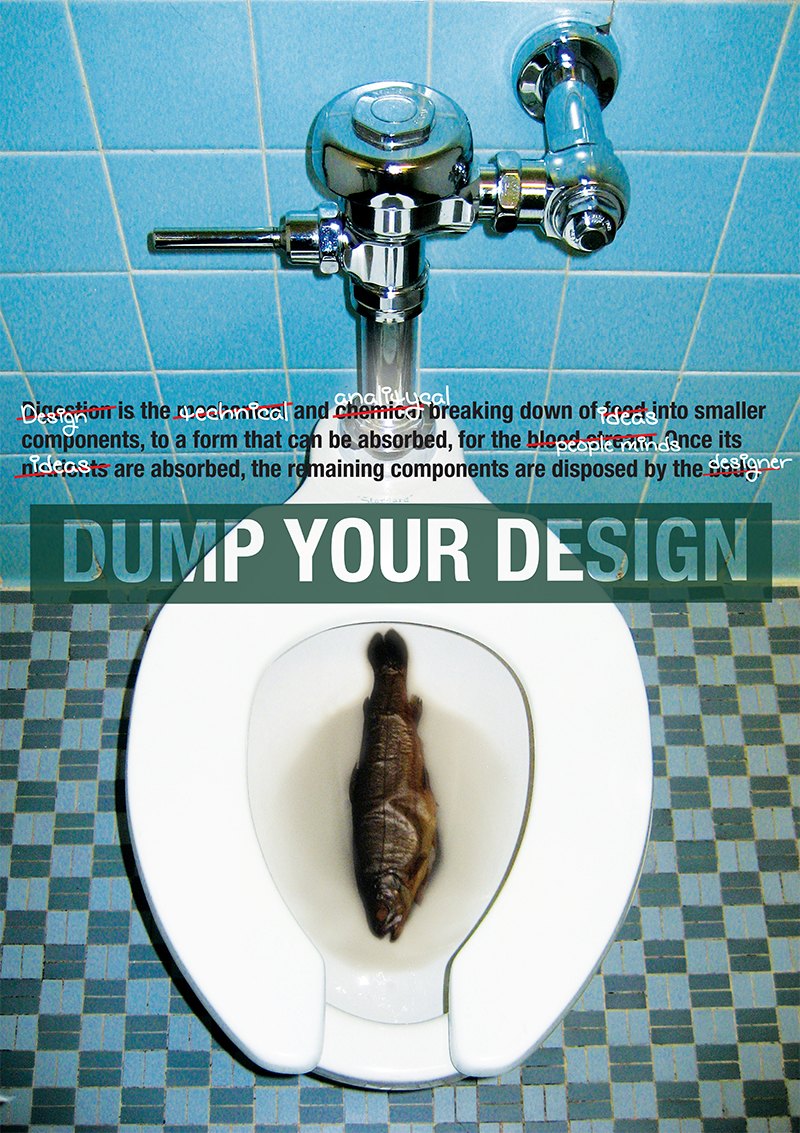 Digestion Design is the mechanical technical and chemical analitycal breaking down of food ideas into smaller
components, to a form that can be absorbed, for the blood stream. people minds Once its
nutrients ideas are absorbed, the remaining components are disposed by the designer
"Standard"
DUMP YOUR DESIGN